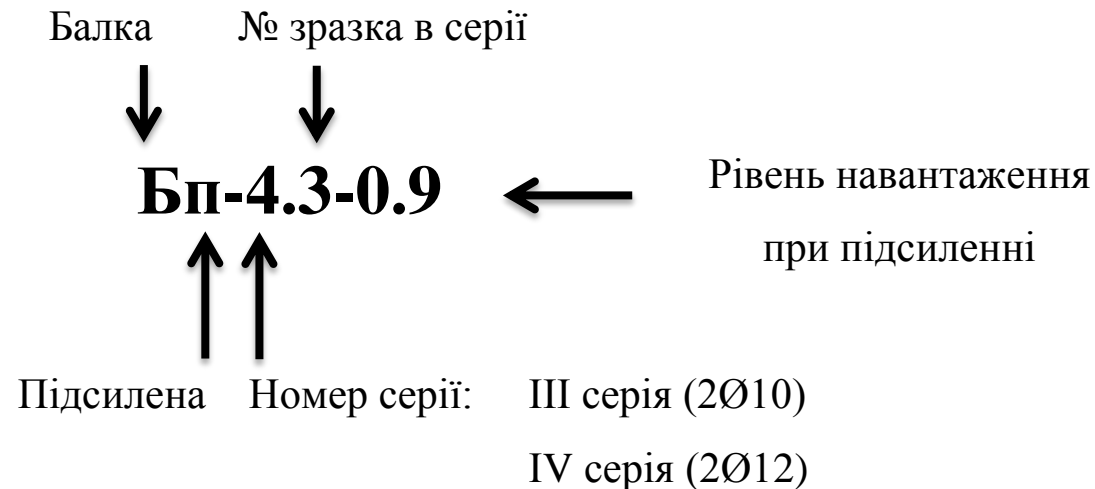 Балка № зразка в серії
Бп-4.3-0.9
Рівень навантаження
при підсиленні
Підсилена Номер серії: III серія (2Ø10)
IV серія (2Ø12)